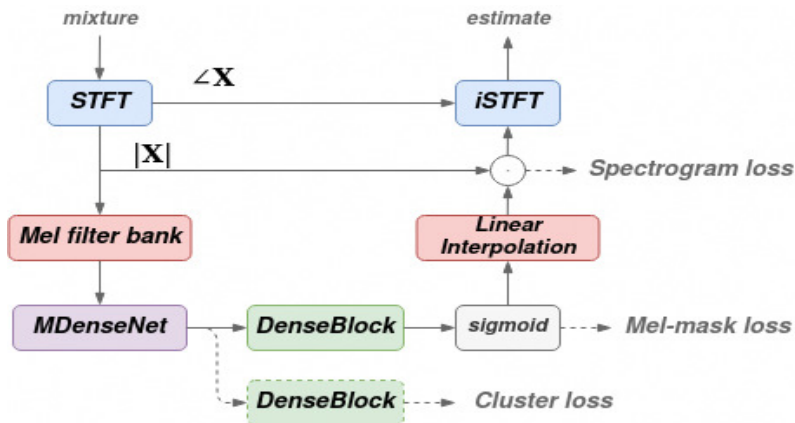 mixture
estimate
∠X
STFT
iSTFT
|X|
·
Spectrogram loss
Mel filter bank
Linear
Interpolation
MDenseNet
DenseBlock
sigmoid
Mel-mask loss
DenseBlock
Cluster loss